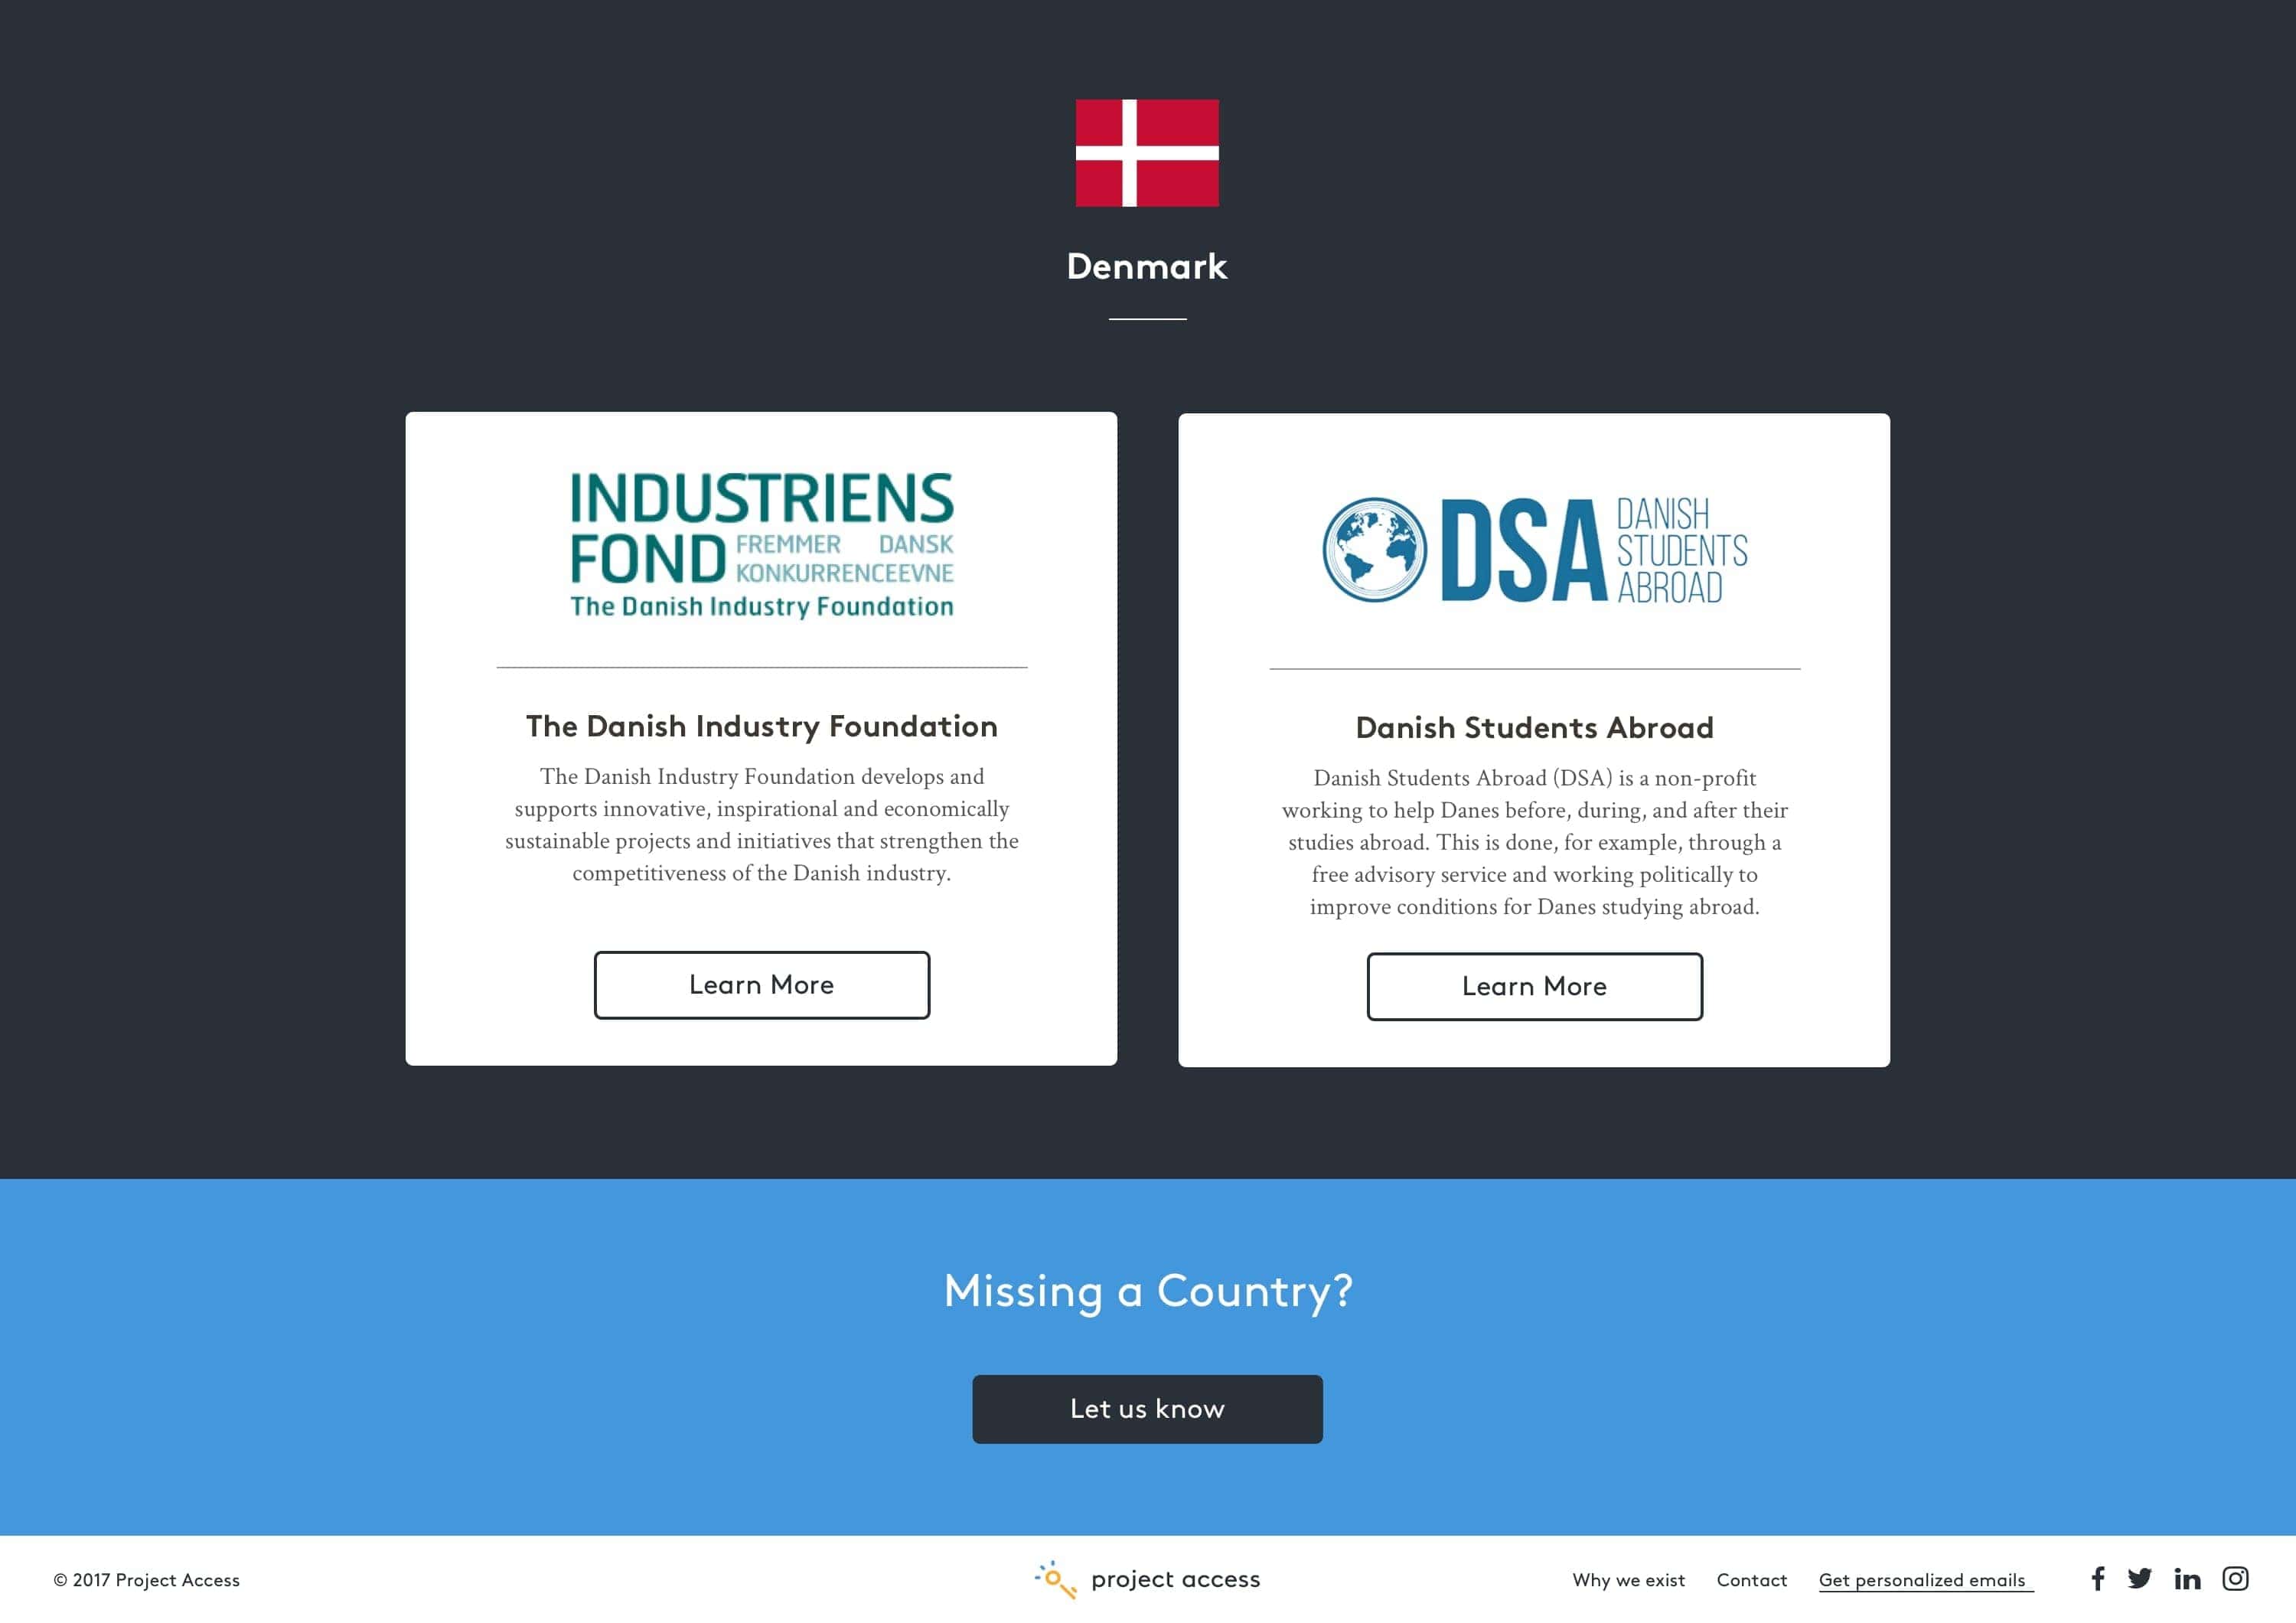 Denmark
INDUSTRIENS
FOND FREMMER DANSK
KONKURRENCEEVNE
The Danish Industry Foundation
The Danish Industry Foundation
The Danish Industry Foundation develops and
supports innovative, inspirational and economically
sustainable projects and initiatives that strengthen the
competitiveness of the Danish industry.
Learn More
DSA DANISH
STUDENTS
ABROAD
Danish Students Abroad
Danish Students Abroad (DSA) is a non-profit
working to help Danes before, during, and after their
studies abroad. This is done, for example, through a
free advisory service and working politically to
improve conditions for Danes studying abroad.
Learn More
Missing a Country?
Let us know
© 2017 Project Access
project access
Why we exist Contact Get personalized emails